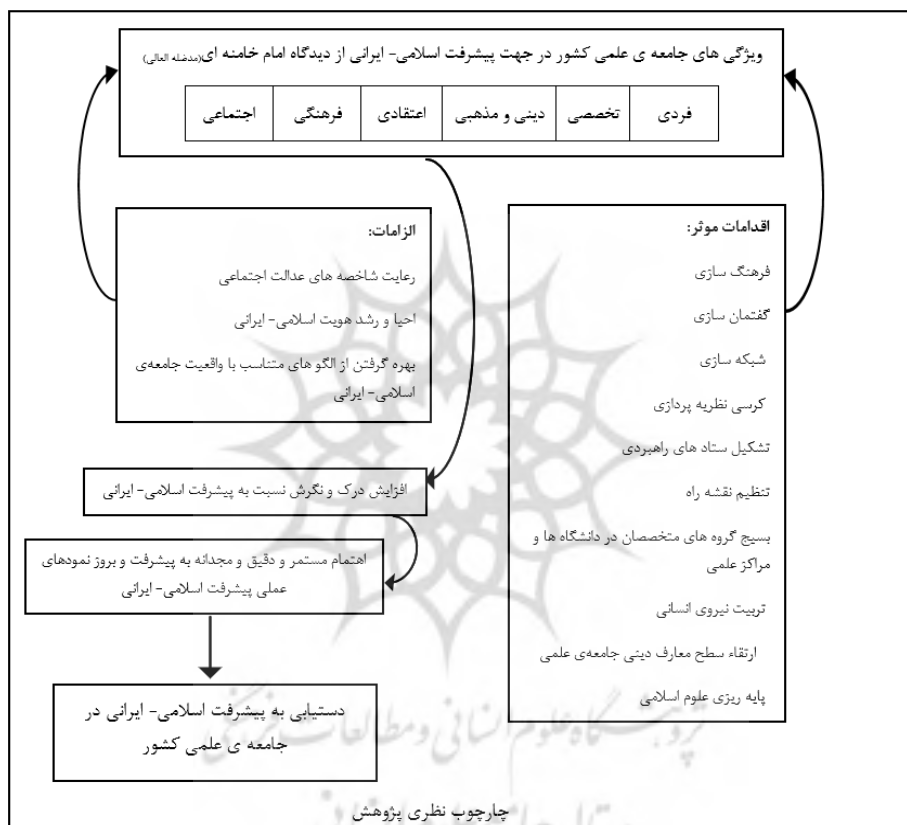 ویژگی های جامعه ی علمی کشور در جهت پیشرفت اسلامی- ایرانی از دیدگاه امام خامنه ای(مدضله العالی)
فردی تخصصی دینی و مذهبی اعتقادی فرهنگی اجتماعی
اقدامات موثر:
فرهنگ سازی
گفتمان سازی
شبکه سازی
کرسی نظریه پردازی
تشکیل ستاد های راهبردی
تنظیم نقشه راه
بسیج گروه های متخصصان در دانشگاه ها و
مراکز علمی
تربیت نیروی انسانی
ارتقاء سطح معارف دینی جامعه‌ی علمی
پایه ریزی علوم اسلامی
الزامات:
رعایت شاخصه های عدالت اجتماعی
احیا و رشد هویت اسلامی- ایرانی
بهره گرفتن از الگو های متناسب با واقعیت جامعه‌ی
اسلامی- ایرانی
افزایش درک و نگرش نسبت به پیشرفت اسلامی- ایرانی
اهتمام مستمر و دقیق و مجدانه به پیشرفت و بروز نمودهای
عملی پیشرفت اسلامی- ایرانی
دستیابی به پیشرفت اسلامی- ایرانی در
جامعه ی علمی کشور
پژوهشگاه علوم انسانی و مطالعات فرهنگی
چارچوب نظری پژوهش